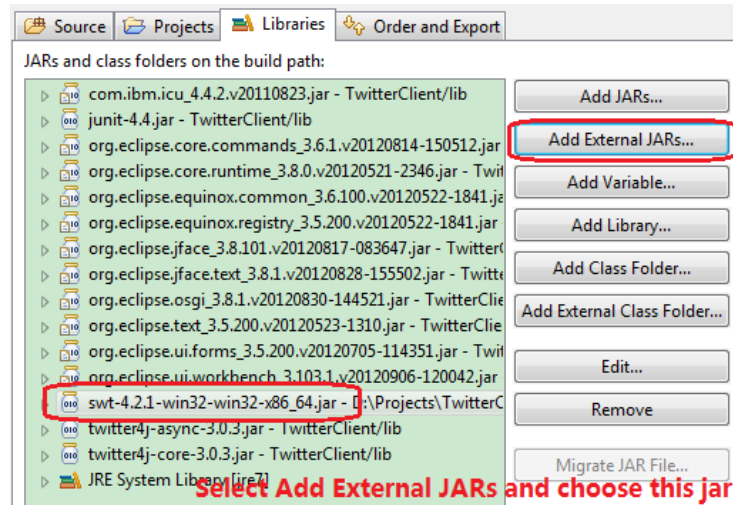 Source Projects Libraries Order and Export
JARs and class folders on the build path:
com.ibm.icu_4.4.2.v20110823.jar - TwitterClient/lib
Add JARs...
junit-4.4.jar - TwitterClient/lib
org.eclipse.core.commands_3.6.1.v20120814-150512.jar
Add External JARs...
org.eclipse.core.runtime_3.8.0.v20120521-2346.jar - Twit
org.eclipse.equinox.common_3.6.100.v20120522-1841.ja
Add Variable...
org.eclipse.equinox.registry_3.5.200.v20120522-1841.jar
Add Library...
org.eclipse.jface_3.8.101.v20120817-083647.jar - Twitter(
org.eclipse.jface.text_3.8.1.v20120828-155502.jar - Twitte
Add Class Folder...
org.eclipse.osgi_3.8.1.v20120830-144521.jar - TwitterClie
Add External Class Folder...
org.eclipse.text_3.5.200.v20120523-1310.jar - TwitterClie
org.eclipse.ui.forms_3.5.200.v20120705-114351.jar - Twit
Edit...
org.eclipse.ui.workbench_3.103.1.v20120906-120042.jar
swt-4.2.1-win32-win32-x86_64.jar - D:\Projects\TwitterC
Remove
twitter4j-async-3.0.3.jar - TwitterClient/lib
twitter4j-core-3.0.3.jar - TwitterClient/lib
Migrate JAR File...
JRE System Library [jre7]
Select Add External JARs and choose this jar